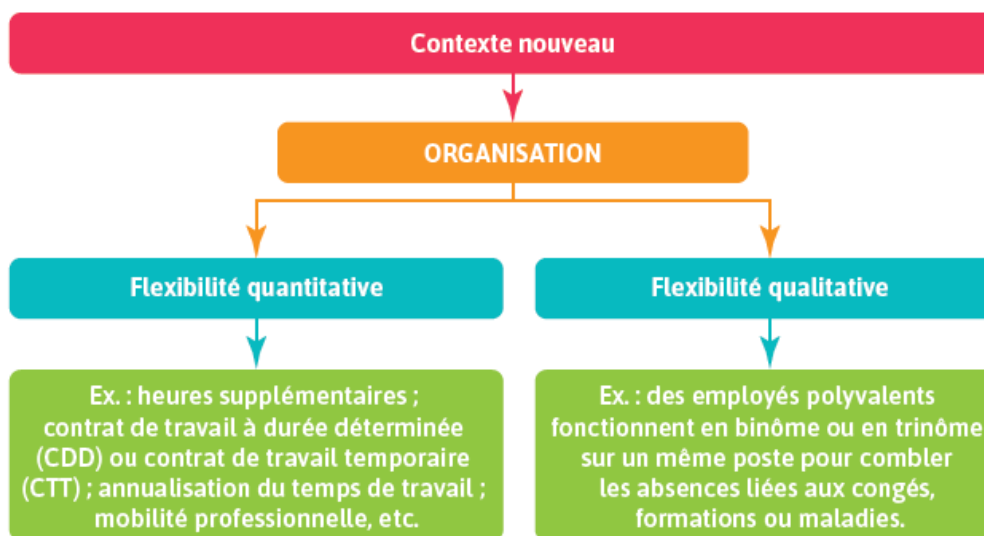 Contexte nouveau
ORGANISATION
Flexibilité quantitative
Flexibilité qualitative
Ex. : heures supplémentaires ;
contrat de travail à durée déterminée
(CDD) ou contrat de travail temporaire
(CTT) ; annualisation du temps de travail ;
mobilité professionnelle, etc.
Ex. : des employés polyvalents
fonctionnent en binôme ou en trinôme
sur un même poste pour combler
les absences liées aux congés,
formations ou maladies.